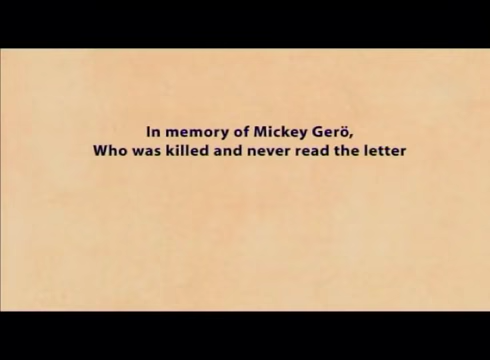 In memory of Mickey Gerö,
Who was killed and never read the letter